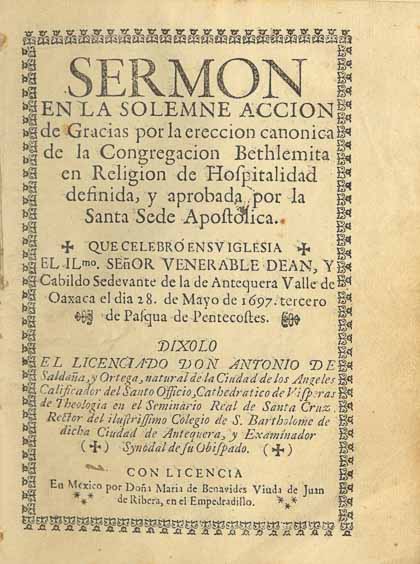 SERMON
EN LA SOLEMNE ACCION
de Gracias por la ereccion canonica
de la Congregacion Bethlemita
en Religion de Hospitalidad
definida, y aprobada por la
Santa Sede Apostolica.
QUE CELEBRÓ EN SV IGLESIA
EL ILmo. SEñOR VENERABLE DEAN, Y
Cabildo Sedevante de la de Antequera Valle de
Oaxaca el dia 28. de Mayo de 1697. tercero
de Pasqua de Pentecostes.
DIXOLO
EL LICENCIADO DON ANTONIO DE
Saldaña, y Ortega, natural de la Ciudad de los Angeles
Calificador del Santo Officio, Cathedratico de Visperas
de Theologia en el Seminario Real de Santa Cruz.
Rector del ilustrissimo Colegio de S. Bartholome de
dicha Ciudad de Antequera, y Examinador
(✠) Synodal de su Obispado. (✠)
CON LICENCIA
En Mexico por Doña Maria de Benavides Viuda de Juan
de Ribera, en el Empedradillo.